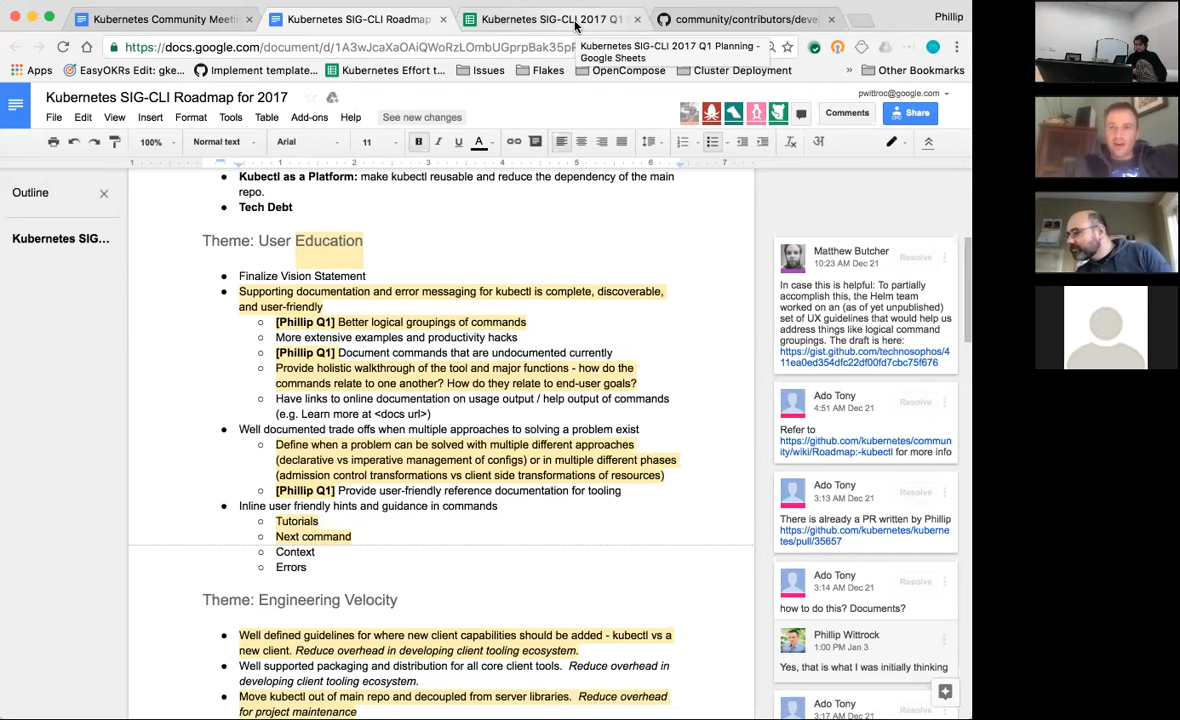 Kubernetes Community Meeti
Kubernetes SIG-CLI Roadmap
Kubernetes SIG-CLI 2017 Q1
community/contributors/deve
Phillip
https://docs.google.com/document/d/1A3wJcaXaOAiQWoRzLOmbUGprpBak35pF
Kubernetes SIG-CLI 2017 Q1 Planning -
Google Sheets
Apps
EasyOKRs Edit: gke...
Implement template...
Kubernetes Effort T...
Issues
Flakes
OpenCompose
Cluster Deployment
»
Other Bookmarks
Kubernetes SIG-CLI Roadmap for 2017
pwittroc@google.com
File Edit View Insert Format Tools Table Add-ons Help
See new changes
Comments
Share
100%
Normal text
Arial
11
B I U A
1 1 2 3 4 5 6 7
Outline
Kubernetes SIG...
Kubectl as a Platform: make kubectl reusable and reduce the dependency of the main
repo.
Tech Debt
Theme: User Education
Finalize Vision Statement
Supporting documentation and error messaging for kubectl is complete, discoverable,
and user-friendly
[Phillip Q1] Better logical groupings of commands
More extensive examples and productivity hacks
[Phillip Q1] Document commands that are undocumented currently
Provide holistic walkthrough of the tool and major functions - how do the
commands relate to one another? How do they relate to end-user goals?
Have links to online documentation on usage output / help output of commands
(e.g. Learn more at <docs url>)
Well documented trade offs when multiple approaches to solving a problem exist
Define when a problem can be solved with multiple different approaches
(declarative vs imperative management of configs) or in multiple different phases
(admission control transformations vs client side transformations of resources)
[Phillip Q1] Provide user-friendly reference documentation for tooling
Inline user friendly hints and guidance in commands
Tutorials
Next command
Context
Errors
Theme: Engineering Velocity
Well defined guidelines for where new client capabilities should be added - kubectl vs a
new client. Reduce overhead in developing client tooling ecosystem.
Well supported packaging and distribution for all core client tools. Reduce overhead in
developing client tooling ecosystem.
Move kubectl out of main repo and decoupled from server libraries. Reduce overhead
for project maintenance
Matthew Butcher
10:23 AM Dec 21
Resolve
In case this is helpful: To partially
accomplish this, the Helm team
worked on an (as of yet unpublished)
set of UX guidelines that would help us
address things like logical command
groupings. The draft is here:
https://gist.github.com/technosophos/4
11ea0ed354dfc22df00fd7cbc75f676
Ado Tony
4:51 AM Dec 21
Resolve
Refer to
https://github.com/kubernetes/commun
ity/wiki/Roadmap:-kubectl for more info
Ado Tony
3:13 AM Dec 21
Resolve
There is already a PR written by Phillip
https://github.com/kubernetes/kuberne
tes/pull/35657
Ado Tony
3:14 AM Dec 21
Resolve
how to do this? Documents?
Phillip Wittrock
1:00 PM Jan 3
Yes, that is what I was initially thinking
Ado Tony
3:17 AM Dec 21
Resolve